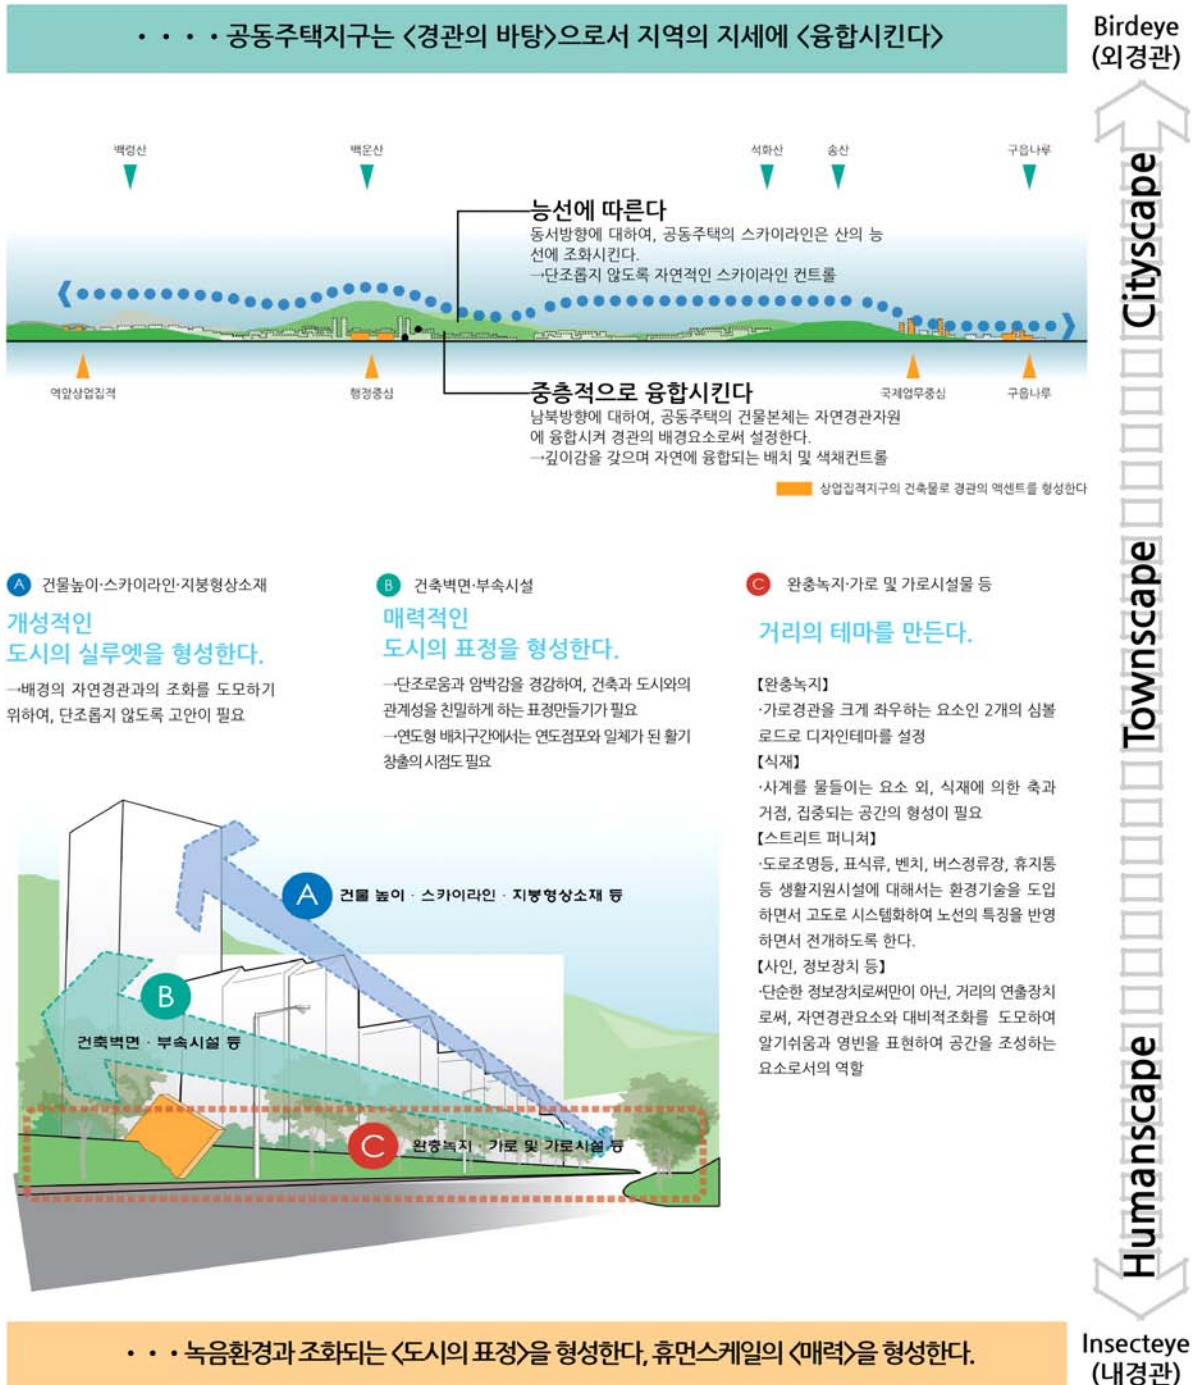 · · · · 공동주택지구는 <경관의 바탕>으로서 지역의 지세에 <융합시킨다>
Birdeye
(외경관)
백령산
백운산
석화산
송산
구읍나루
능선에 따른다
동서방향에 대하여, 공동주택의 스카이라인은 산의 능
선에 조화시킨다.
→단조롭지 않도록 자연적인 스카이라인 컨트롤
역앞상업집적
행정중심
국제업무중심
구읍나루
중층적으로 융합시킨다
남북방향에 대하여, 공동주택의 건물본체는 자연경관자원
에 융합시켜 경관의 배경요소로써 설정한다.
→깊이감을 갖으며 자연에 융합되는 배치 및 색채컨트롤
상업집적지구의 건축물로 경관의 액센트를 형성한다
Cityscape
Townscape
Humanscape
A 건물높이·스카이라인·지붕형상소재
개성적인
도시의 실루엣을 형성한다.
→배경의 자연경관과의 조화를 도모하기
위하여, 단조롭지 않도록 고안이 필요
B 건축벽면·부속시설
매력적인
도시의 표정을 형성한다.
→단조로움과 암박감을 경감하여, 건축과 도시와의
관계성을 친밀하게 하는 표정만들기가 필요
→연도형 배치구간에서는 연도점포와 일체가 된 활기
창출의 시점도 필요
C 완충녹지·가로 및 가로시설물 등
거리의 테마를 만든다.
【완충녹지】
·가로경관을 크게 좌우하는 요소인 2개의 심볼
로드로 디자인테마를 설정
【식재】
·사계를 물들이는 요소 외, 식재에 의한 축과
거점, 집중되는 공간의 형성이 필요
【스트리트 퍼니쳐】
·도로조명등, 표식류, 벤치, 버스정류장, 휴지통
등 생활지원시설에 대해서는 환경기술을 도입
하면서 고도로 시스템화하여 노선의 특징을 반영
하면서 전개하도록 한다.
【사인, 정보장치 등】
·단순한 정보장치로써만이 아닌, 거리의 연출장치
로써, 자연경관요소와 대비적조화를 도모하여
알기쉬움과 영빈을 표현하여 공간을 조성하는
요소로서의 역할
A 건물 높이 · 스카이라인 · 지붕형상소재 등
B
건축벽면 · 부속시설 등
C 완충녹지 · 가로 및 가로시설 등
· · · 녹음환경과 조화되는 <도시의 표정>을 형성한다, 휴먼스케일의 <매력>을 형성한다.
Insecteye
(내경관)